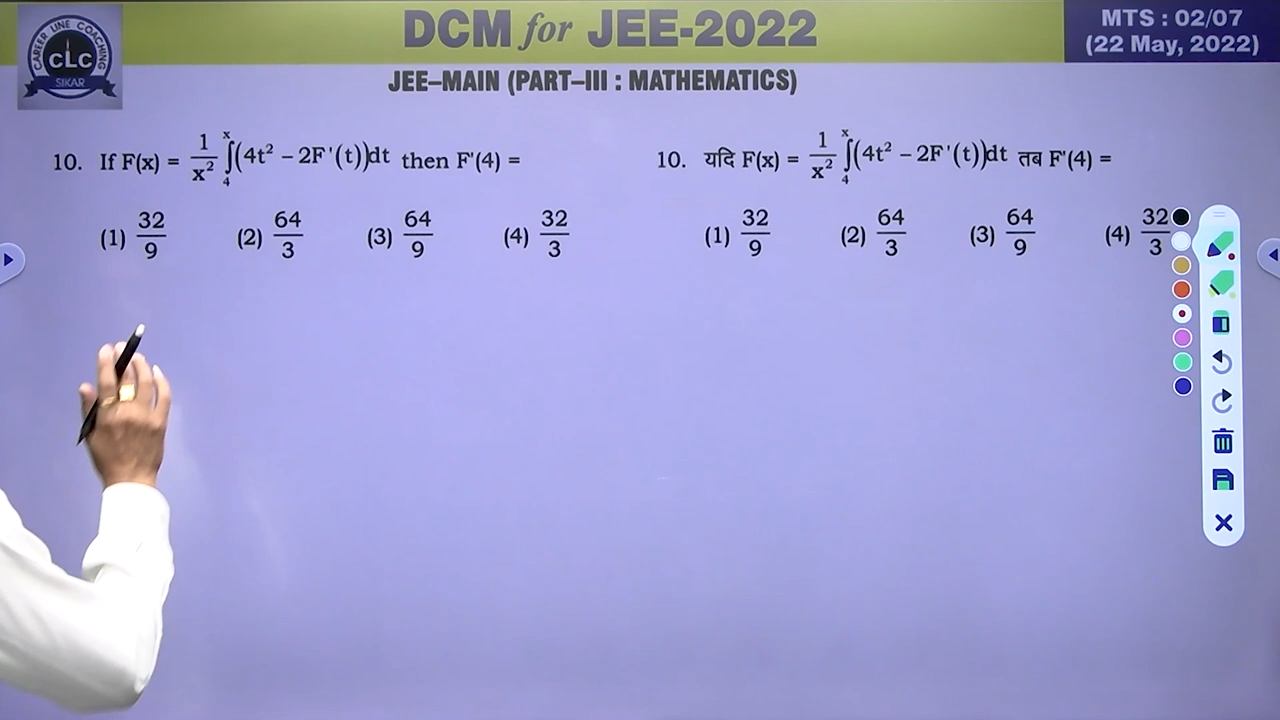 DCM for JEE-2022
MTS : 02/07
(22 May, 2022)
CAREER LINE COACHING
CLC
SIKAR
JEE–MAIN (PART–III : MATHEMATICS)
10. If F(x) = 1/x² ∫₄ˣ (4t² − 2F'(t))dt then F'(4) =
(1) 32/9 (2) 64/3 (3) 64/9 (4) 32/3
10. यदि F(x) = 1/x² ∫₄ˣ (4t² − 2F'(t))dt तब F'(4) =
(1) 32/9 (2) 64/3 (3) 64/9 (4) 32/3